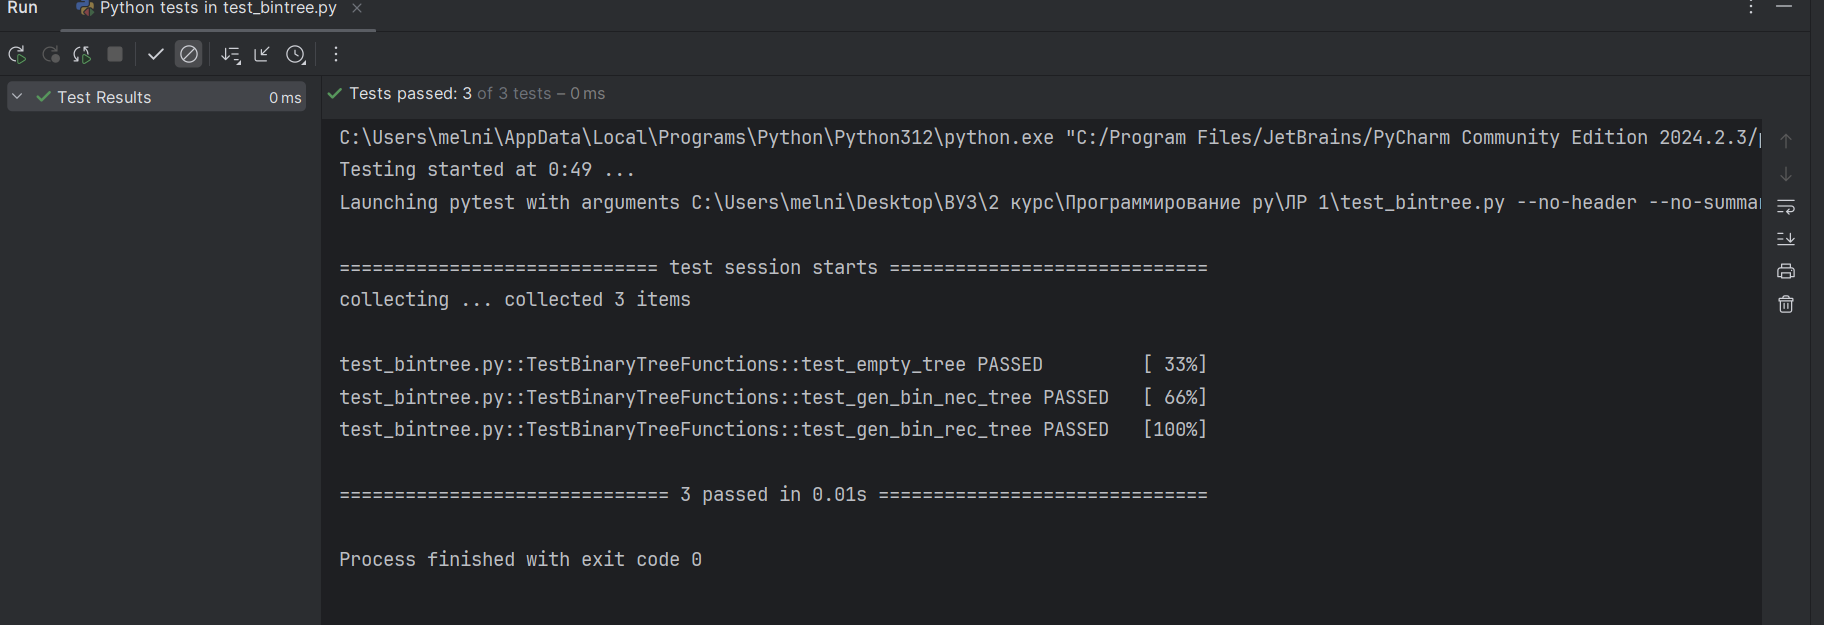 Run Python tests in test_bintree.py
Test Results 0 ms
Tests passed: 3 of 3 tests – 0 ms
C:\Users\melni\AppData\Local\Programs\Python\Python312\python.exe "C:/Program Files/JetBrains/PyCharm Community Edition 2024.2.3/
Testing started at 0:49 ...
Launching pytest with arguments C:\Users\melni\Desktop\ВУЗ\2 курс\Программирование py\ЛР 1\test_bintree.py --no-header --no-summar
============================= test session starts =============================
collecting ... collected 3 items
test_bintree.py::TestBinaryTreeFunctions::test_empty_tree PASSED [ 33%]
test_bintree.py::TestBinaryTreeFunctions::test_gen_bin_nec_tree PASSED [ 66%]
test_bintree.py::TestBinaryTreeFunctions::test_gen_bin_rec_tree PASSED [100%]
============================== 3 passed in 0.01s ==============================
Process finished with exit code 0